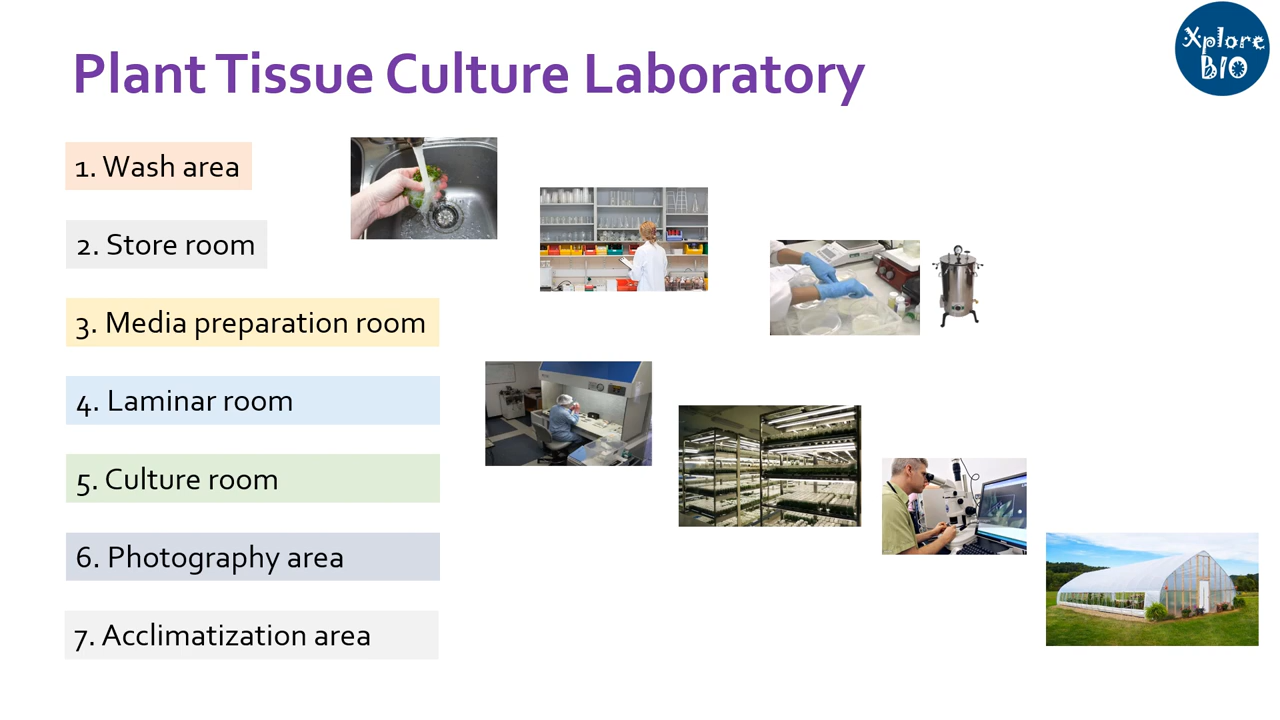 Plant Tissue Culture Laboratory
Xplore
BIO
1. Wash area
2. Store room
3. Media preparation room
4. Laminar room
5. Culture room
6. Photography area
7. Acclimatization area